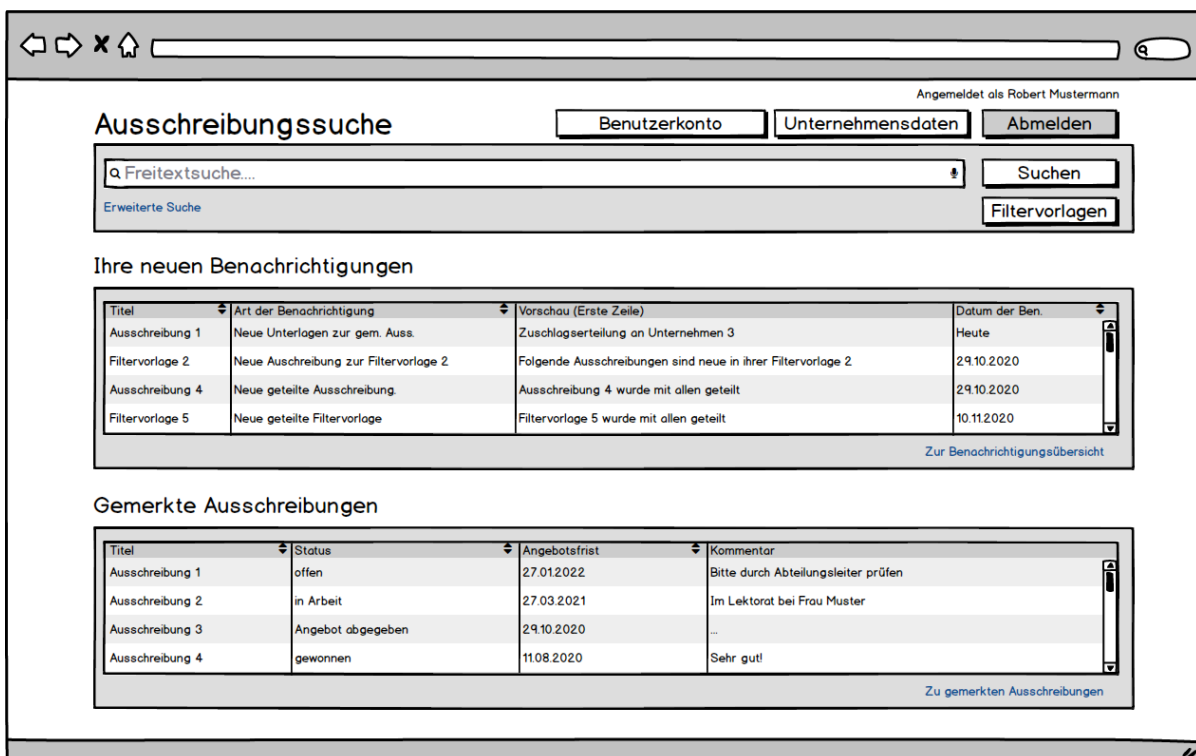 Angemeldet als Robert Mustermann
Ausschreibungssuche Benutzerkonto Unternehmensdaten Abmelden
Freitextsuche.... Suchen
Erweiterte Suche Filtervorlagen
Ihre neuen Benachrichtigungen
Titel Art der Benachrichtigung Vorschau (Erste Zeile) Datum der Ben.
Ausschreibung 1 Neue Unterlagen zur gem. Auss. Zuschlagserteilung an Unternehmen 3 Heute
Filtervorlage 2 Neue Auschreibung zur Filtervorlage 2 Folgende Ausschreibungen sind neue in ihrer Filtervorlage 2 29.10.2020
Ausschreibung 4 Neue geteilte Ausschreibung. Ausschreibung 4 wurde mit allen geteilt 29.10.2020
Filtervorlage 5 Neue geteilte Filtervorlage Filtervorlage 5 wurde mit allen geteilt 10.11.2020
Zur Benachrichtigungsübersicht
Gemerkte Ausschreibungen
Titel Status Angebotsfrist Kommentar
Ausschreibung 1 offen 27.01.2022 Bitte durch Abteilungsleiter prüfen
Ausschreibung 2 in Arbeit 27.03.2021 Im Lektorat bei Frau Muster
Ausschreibung 3 Angebot abgegeben 29.10.2020 ...
Ausschreibung 4 gewonnen 11.08.2020 Sehr gut!
Zu gemerkten Ausschreibungen